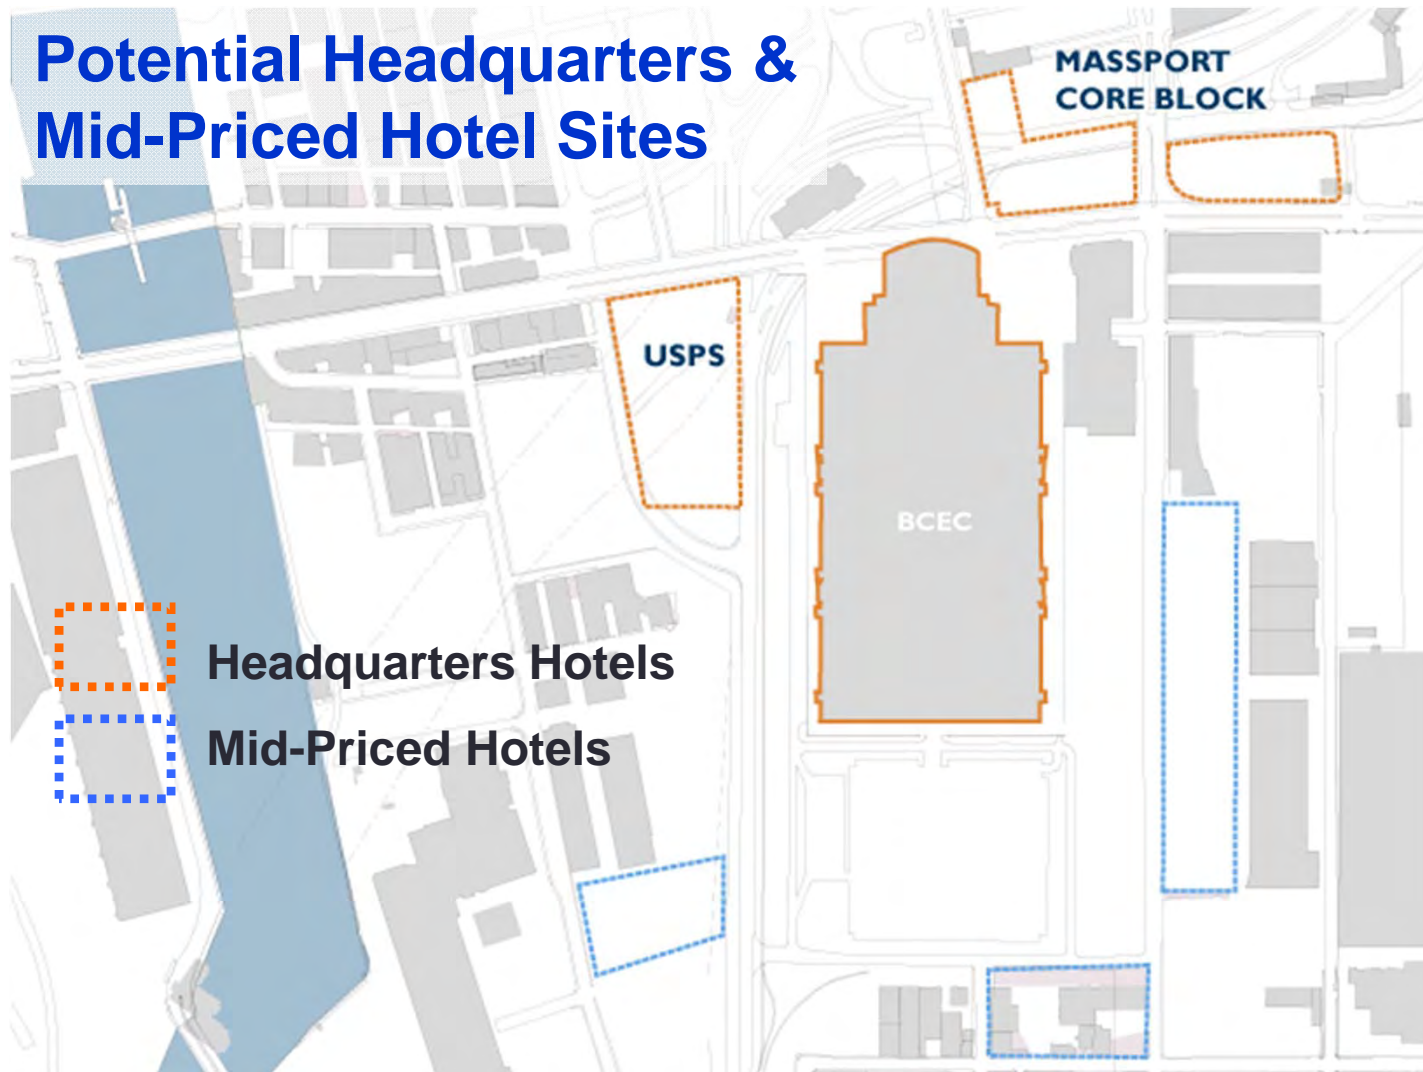 Potential Headquarters &
Mid-Priced Hotel Sites
MASSPORT
CORE BLOCK
USPS
BCEC
Headquarters Hotels
Mid-Priced Hotels